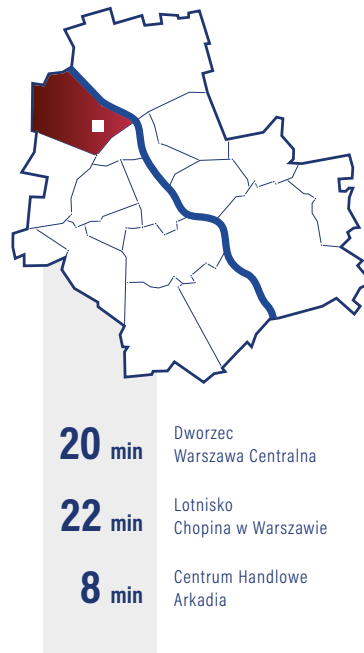 20 min
Dworzec
Warszawa Centralna
22 min
Lotnisko
Chopina w Warszawie
8 min
Centrum Handlowe
Arkadia